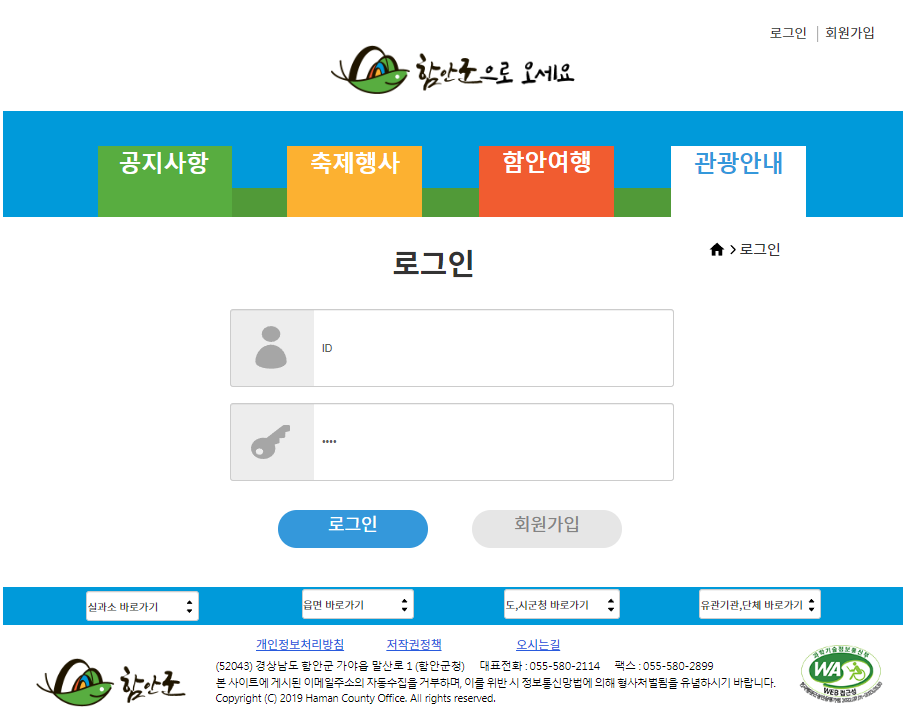 로그인 | 회원가입
함안군으로 오세요
공지사항 축제행사 함안여행 관광안내
> 로그인
로그인
ID
••••
로그인 회원가입
실과소 바로가기 읍면 바로가기 도,시군청 바로가기 유관기관,단체 바로가기
개인정보처리방침 저작권정책 오시는길
(52043) 경상남도 함안군 가야읍 말산로 1 (함안군청) 대표전화 : 055-580-2114 팩스 : 055-580-2899
본 사이트에 게시된 이메일주소의 자동수집을 거부하며, 이를 위반 시 정보통신망법에 의해 형사처벌됨을 유념하시기 바랍니다.
Copyright (C) 2019 Haman County Office. All rights reserved.
함안군
과학기술정보통신부
WA
WEB 접근성